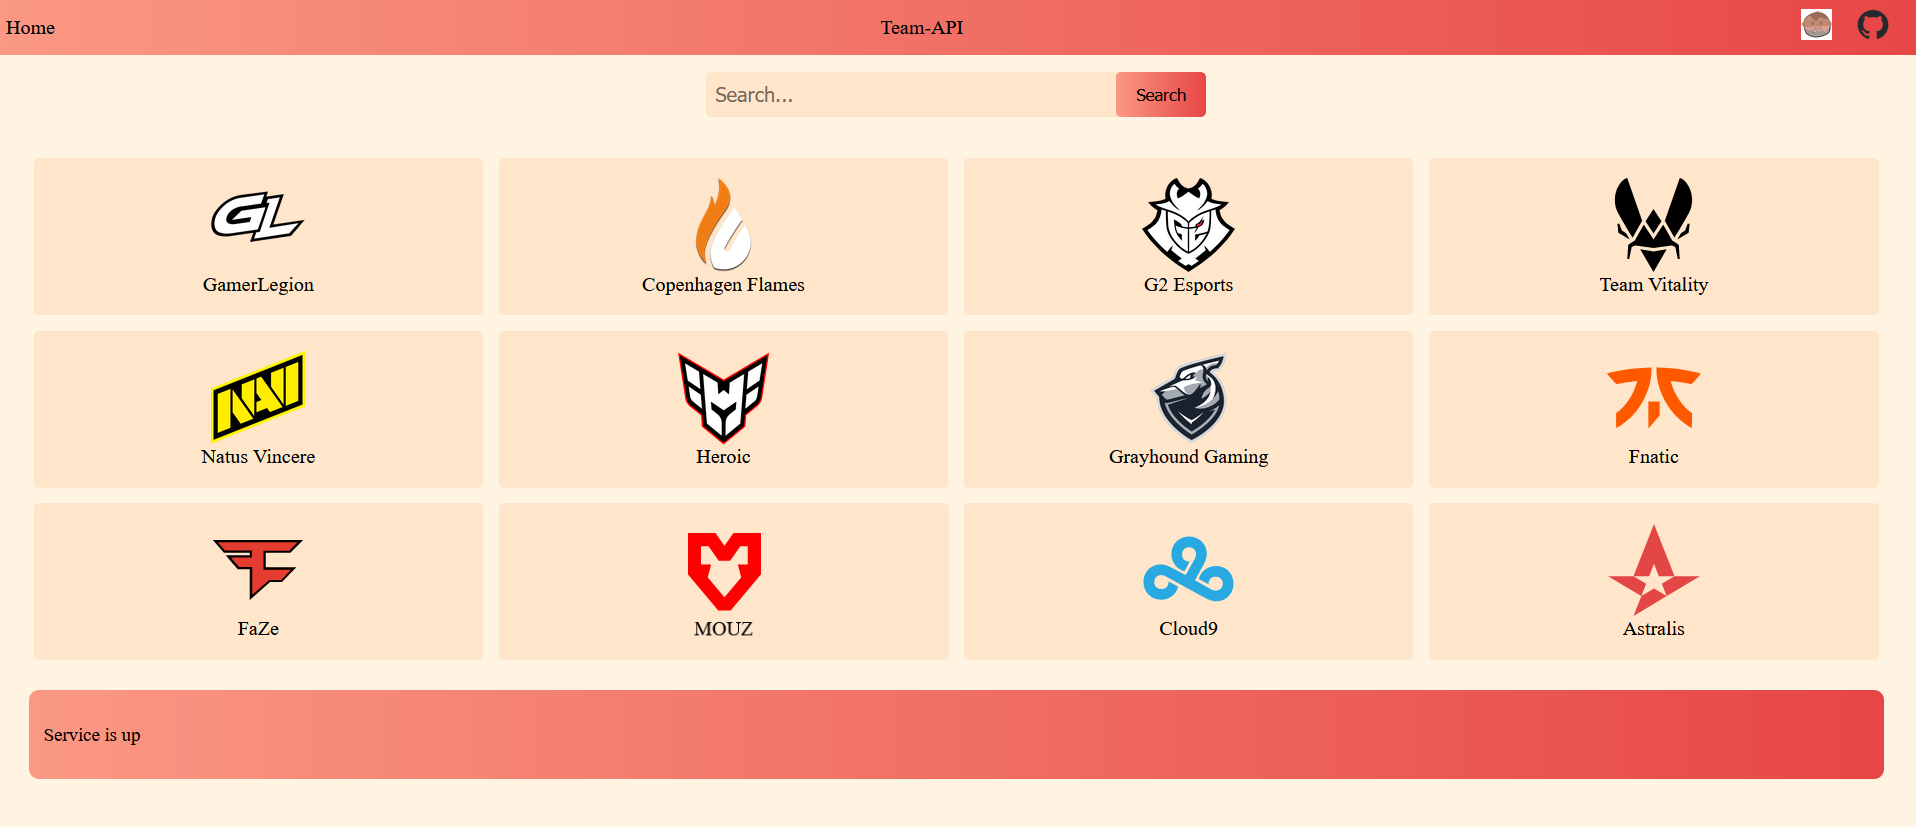 Home
Team-API
Search...
Search
GL
GamerLegion
Copenhagen Flames
G2 Esports
Team Vitality
NAVI
Natus Vincere
Heroic
Grayhound Gaming
Fnatic
FaZe
MOUZ
Cloud9
Astralis
Service is up